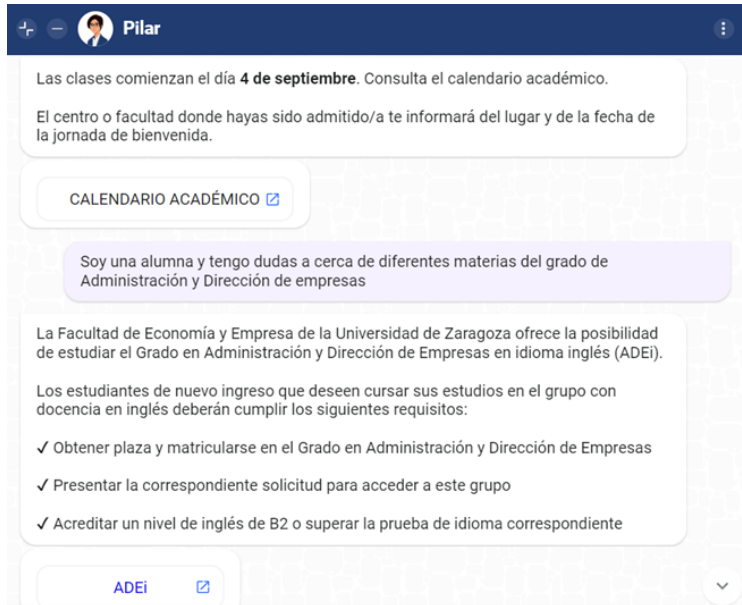 Pilar
Las clases comienzan el día 4 de septiembre. Consulta el calendario académico.
El centro o facultad donde hayas sido admitido/a te informará del lugar y de la fecha de
la jornada de bienvenida.
CALENDARIO ACADÉMICO
Soy una alumna y tengo dudas a cerca de diferentes materias del grado de
Administración y Dirección de empresas
La Facultad de Economía y Empresa de la Universidad de Zaragoza ofrece la posibilidad
de estudiar el Grado en Administración y Dirección de Empresas en idioma inglés (ADEi).
Los estudiantes de nuevo ingreso que deseen cursar sus estudios en el grupo con
docencia en inglés deberán cumplir los siguientes requisitos:
✓ Obtener plaza y matricularse en el Grado en Administración y Dirección de Empresas
✓ Presentar la correspondiente solicitud para acceder a este grupo
✓ Acreditar un nivel de inglés de B2 o superar la prueba de idioma correspondiente
ADEi